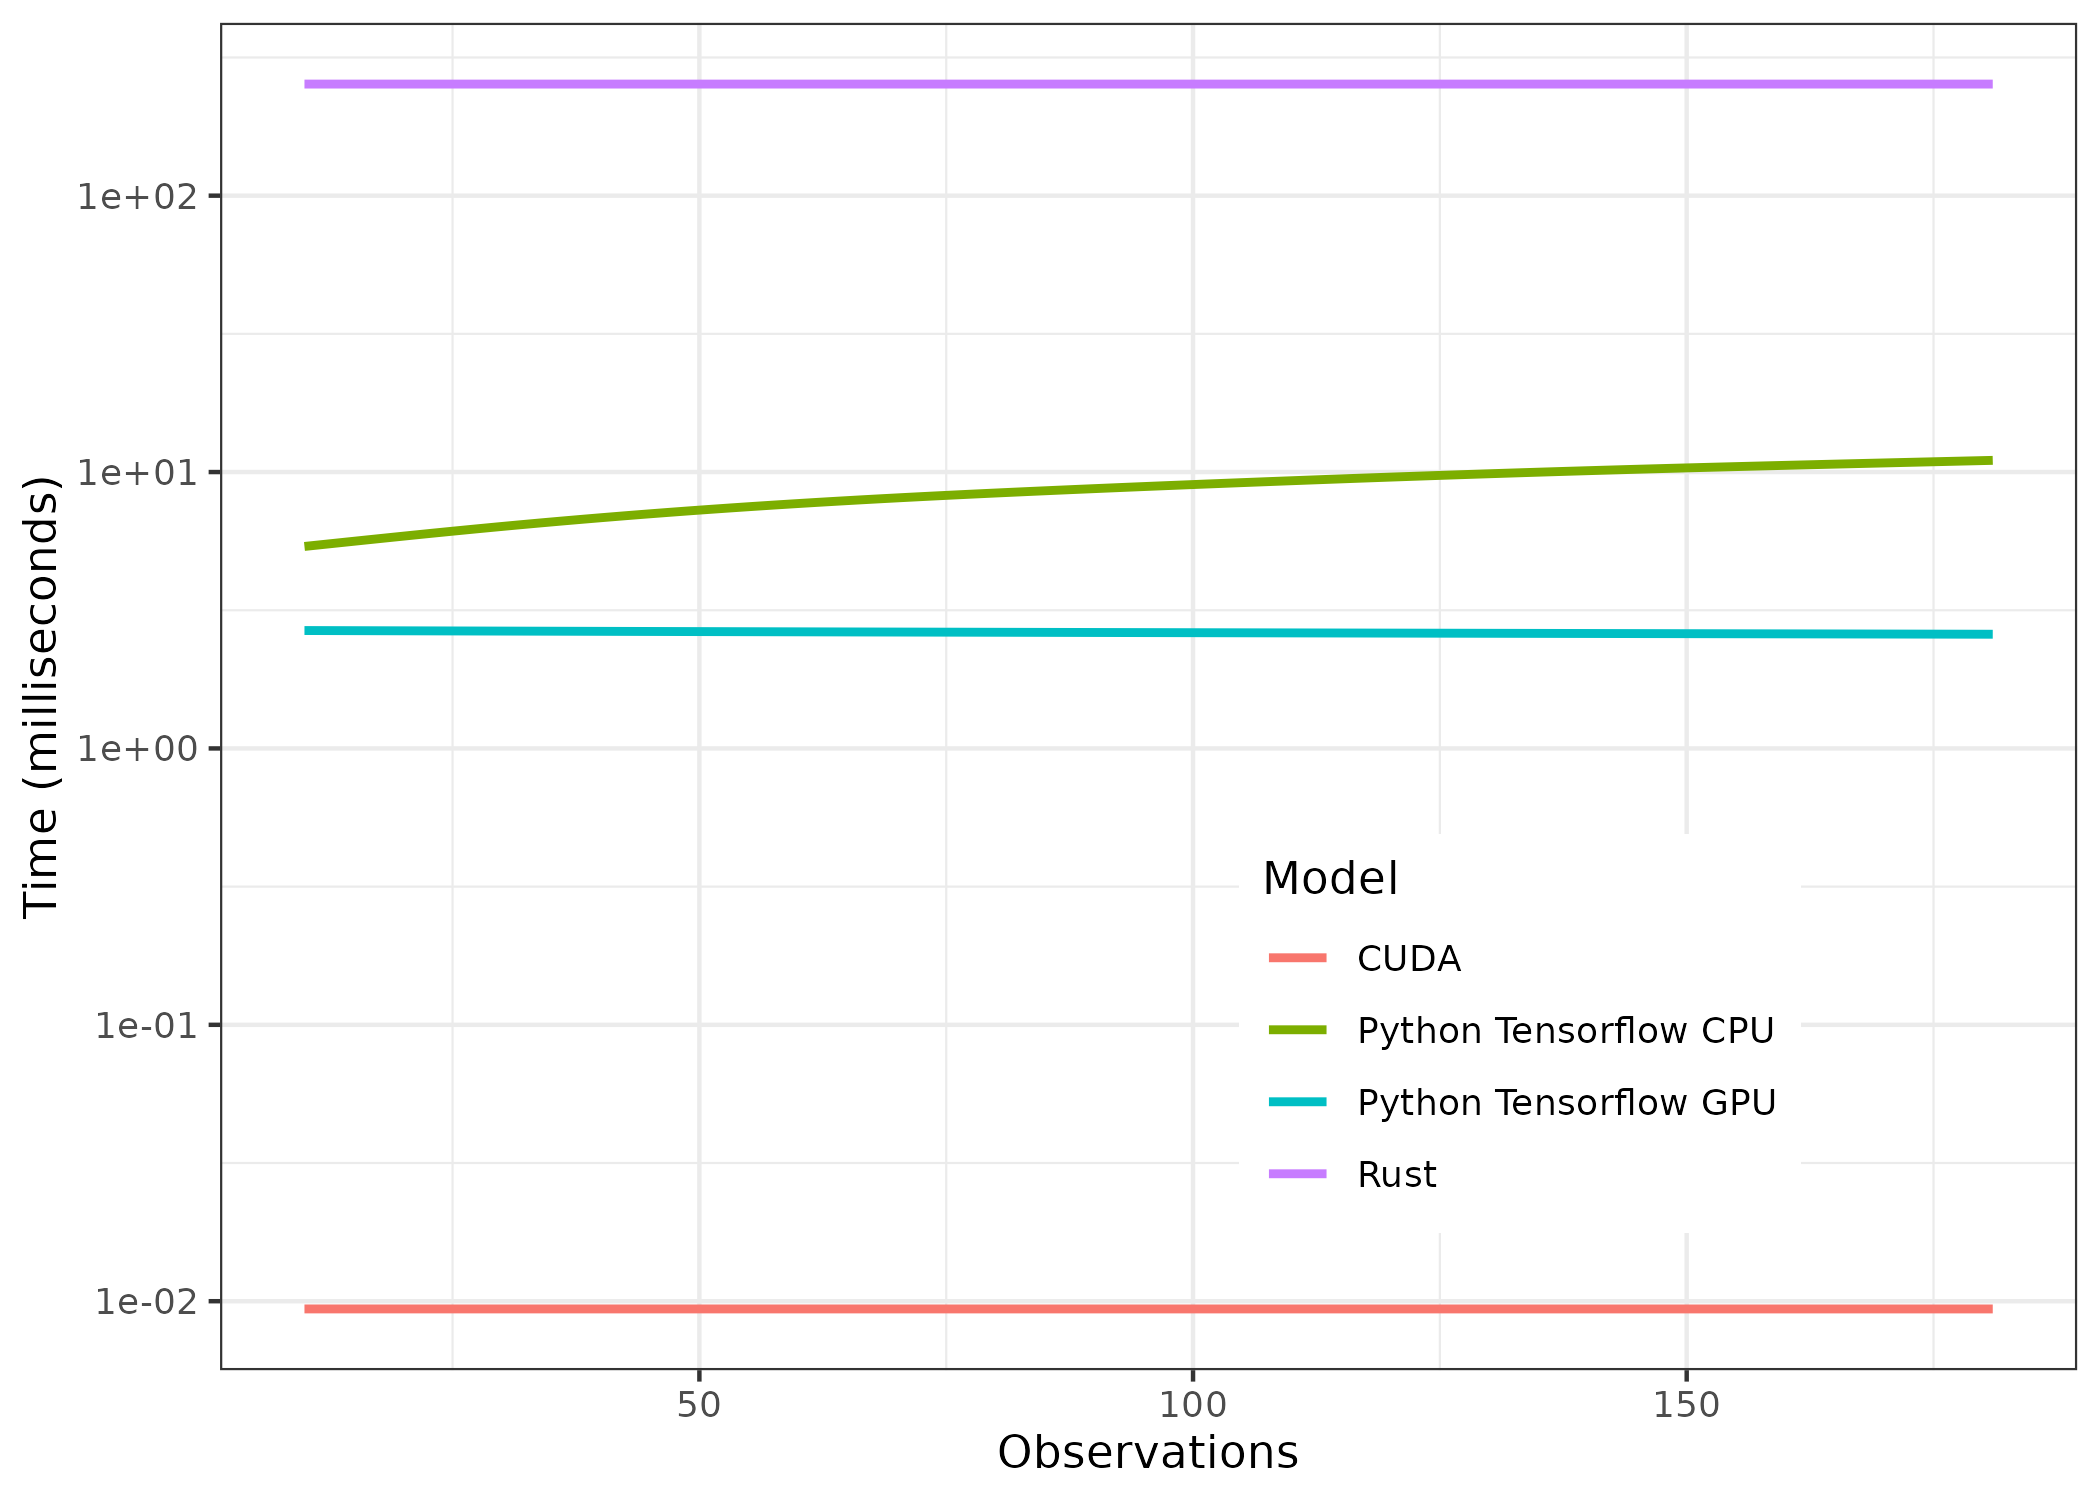 1e+02
1e+01
1e+00
1e-01
1e-02
Time (milliseconds)
Model
CUDA
Python Tensorflow CPU
Python Tensorflow GPU
Rust
50 100 150
Observations